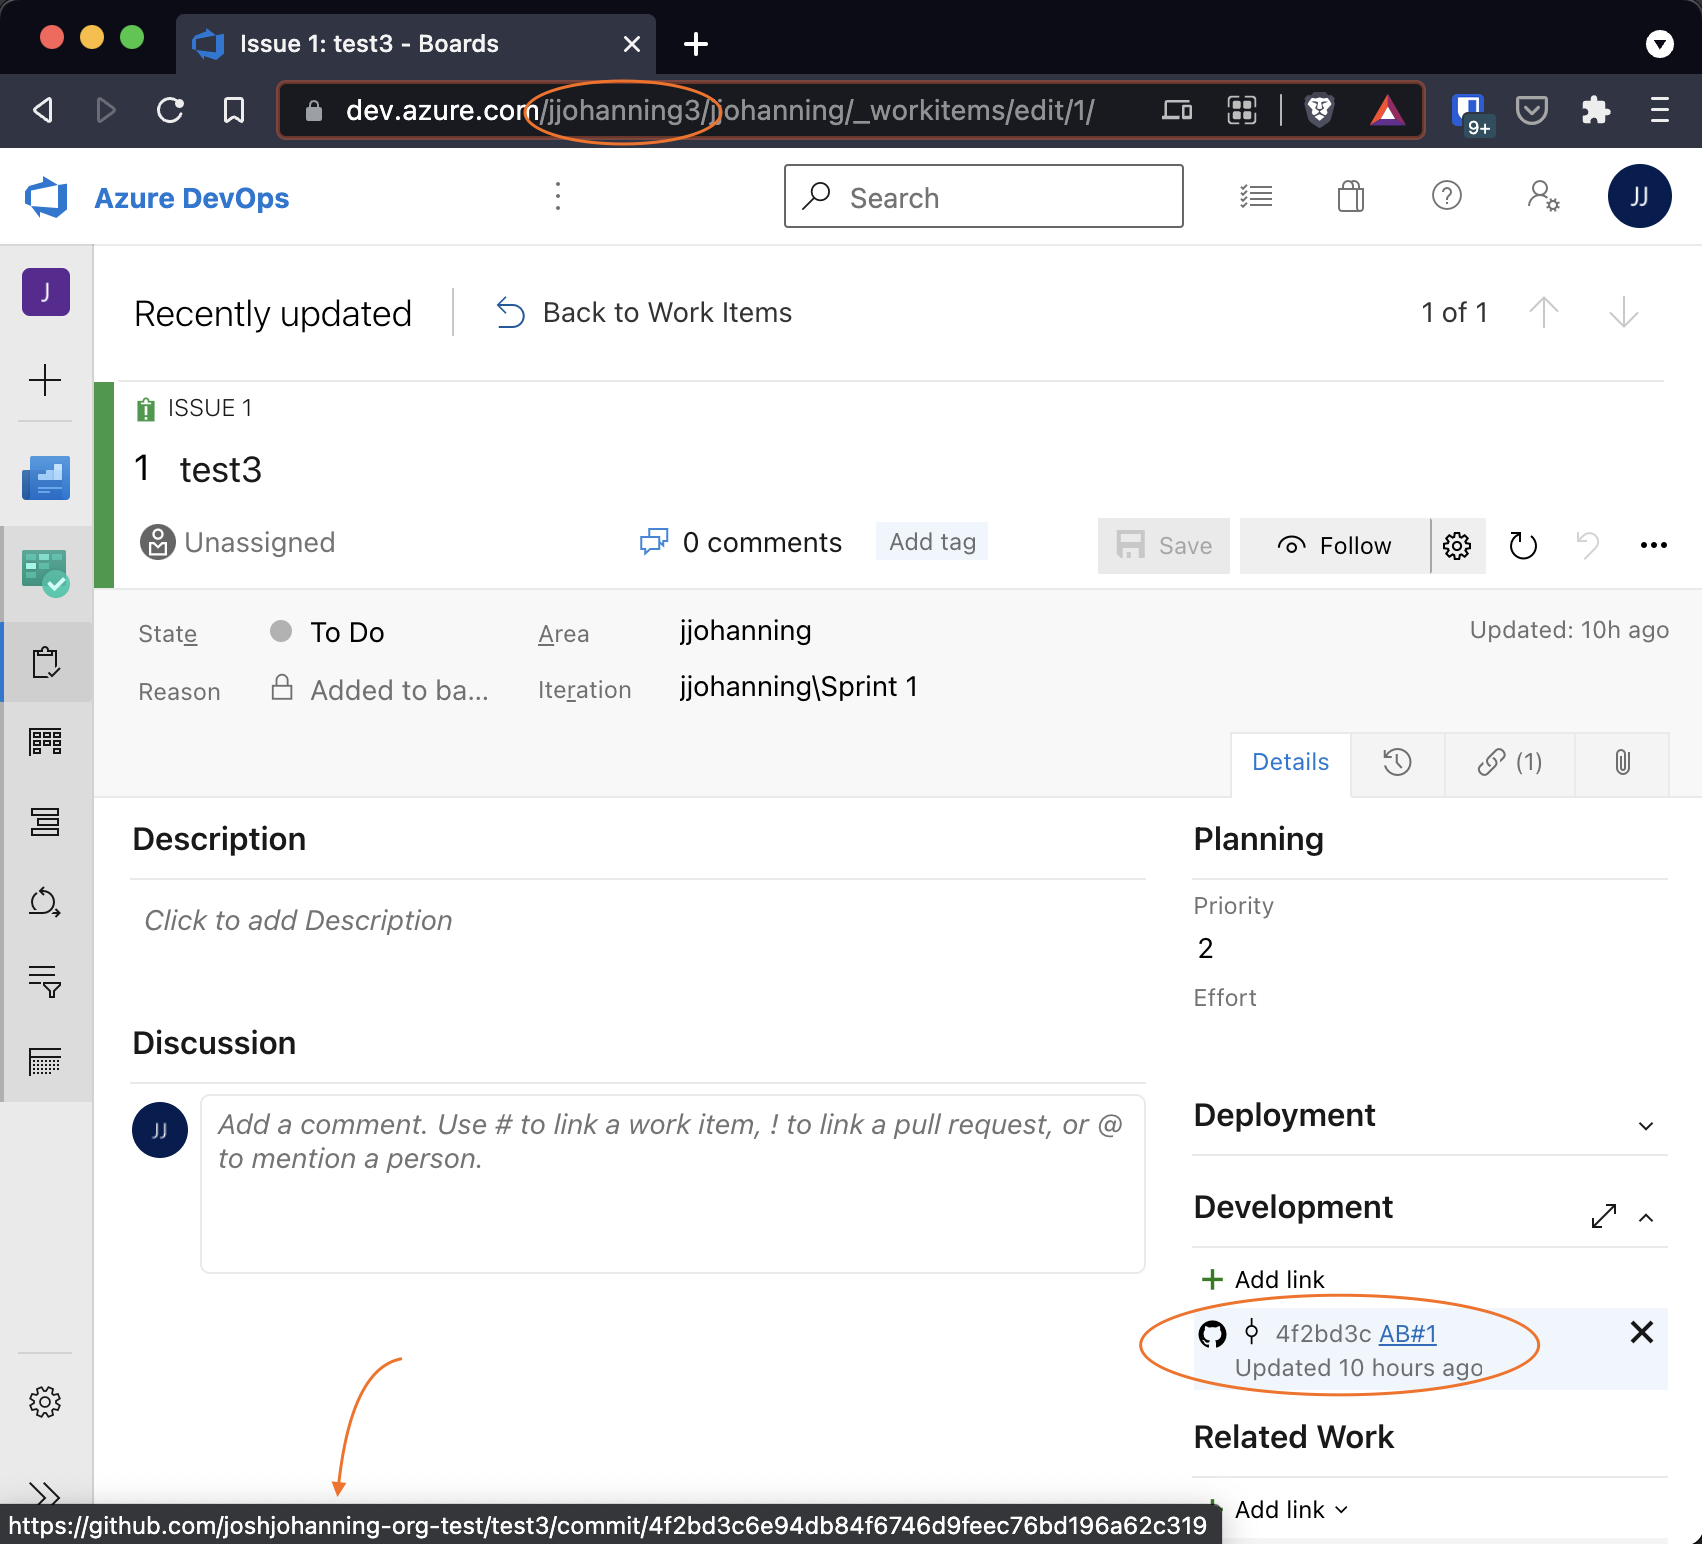 Issue 1: test3 - Boards
dev.azure.com/jjohanning3/jjohanning/_workitems/edit/1/
9+
Azure DevOps
Search
JJ
J
Recently updated
Back to Work Items
1 of 1
ISSUE 1
1 test3
Unassigned
0 comments
Add tag
Save
Follow
State
To Do
Area
jjohanning
Updated: 10h ago
Reason
Added to ba...
Iteration
jjohanning\Sprint 1
Details
(1)
Description
Click to add Description
Discussion
JJ
Add a comment. Use # to link a work item, ! to link a pull request, or @
to mention a person.
Planning
Priority
2
Effort
Deployment
Development
Add link
4f2bd3c AB#1
Updated 10 hours ago
Related Work
Add link
https://github.com/joshjohanning-org-test/test3/commit/4f2bd3c6e94db84f6746d9feec76bd196a62c319